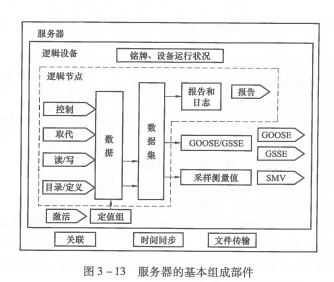 服务器
逻辑设备
铭牌、设备运行状况
逻辑节点
控制
取代
读/写
目录/定义
数据
数据集
报告和
日志
报告
GOOSE/GSSE
GOOSE
GSSE
采样测量值
SMV
激活
定值组
关联
时间同步
文件传输
图3-13 服务器的基本组成部件